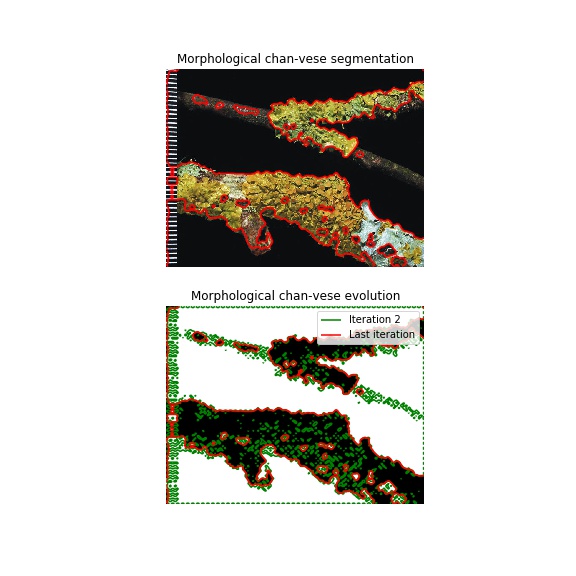 Morphological chan-vese segmentation
Morphological chan-vese evolution
Iteration 2
Last iteration